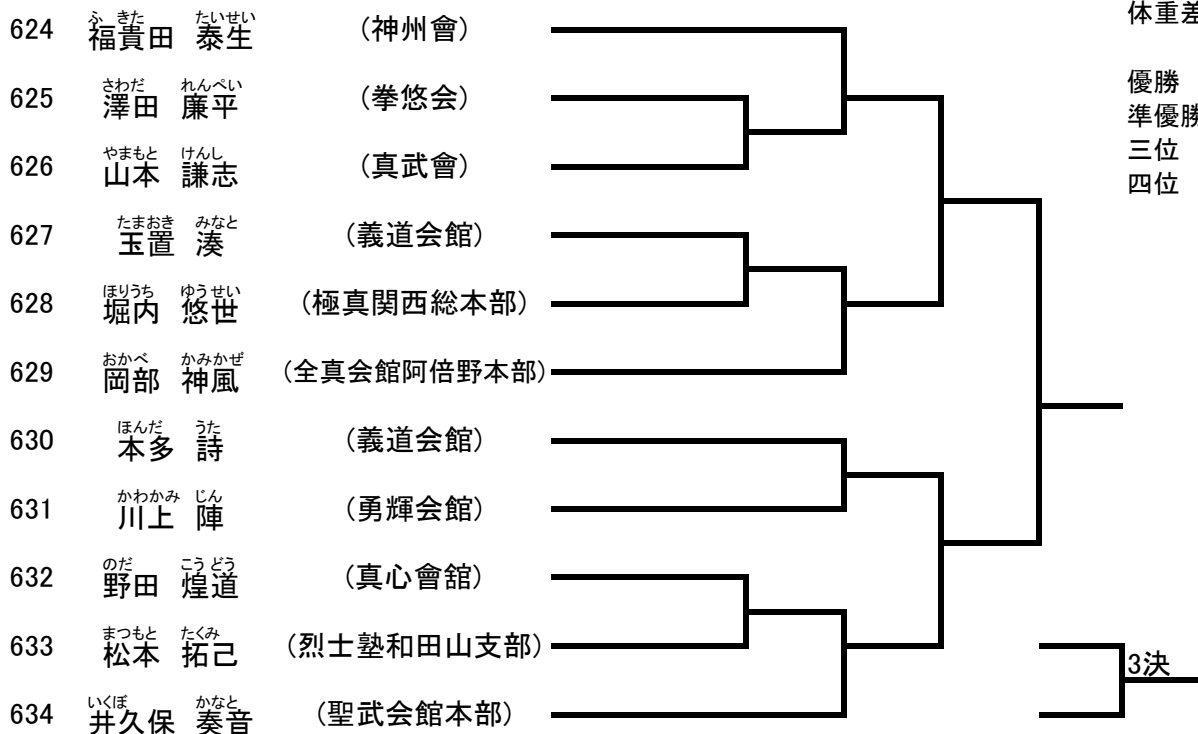 体重差
624 福貴田 泰生 (神州會)
ふ きた たいせい
625 澤田 廉平 (拳悠会)
さわだ れんぺい
優勝
準優勝
三位
四位
626 山本 謙志 (真武會)
やまもと けんし
627 玉置 湊 (義道会館)
たまおき みなと
628 堀内 悠世 (極真関西総本部)
ほりうち ゆうせい
629 岡部 神風 (全真会館阿倍野本部)
おかべ かみかぜ
630 本多 詩 (義道会館)
ほんだ うた
631 川上 陣 (勇輝会館)
かわかみ じん
632 野田 煌道 (真心會舘)
のだ こう どう
633 松本 拓己 (烈士塾和田山支部)
まつもと たくみ
3決
634 井久保 奏音 (聖武会館本部)
いくぼ かなと